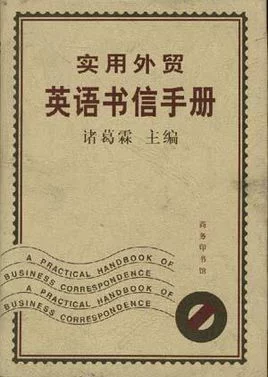 实用外贸
英语书信手册
诸葛霖 主编
商务印书馆
A PRACTICAL HANDBOOK OF
BUSINESS CORRESPONDENCE
A PRACTICAL HANDBOOK OF
BUSINESS CORRESPONDENCE